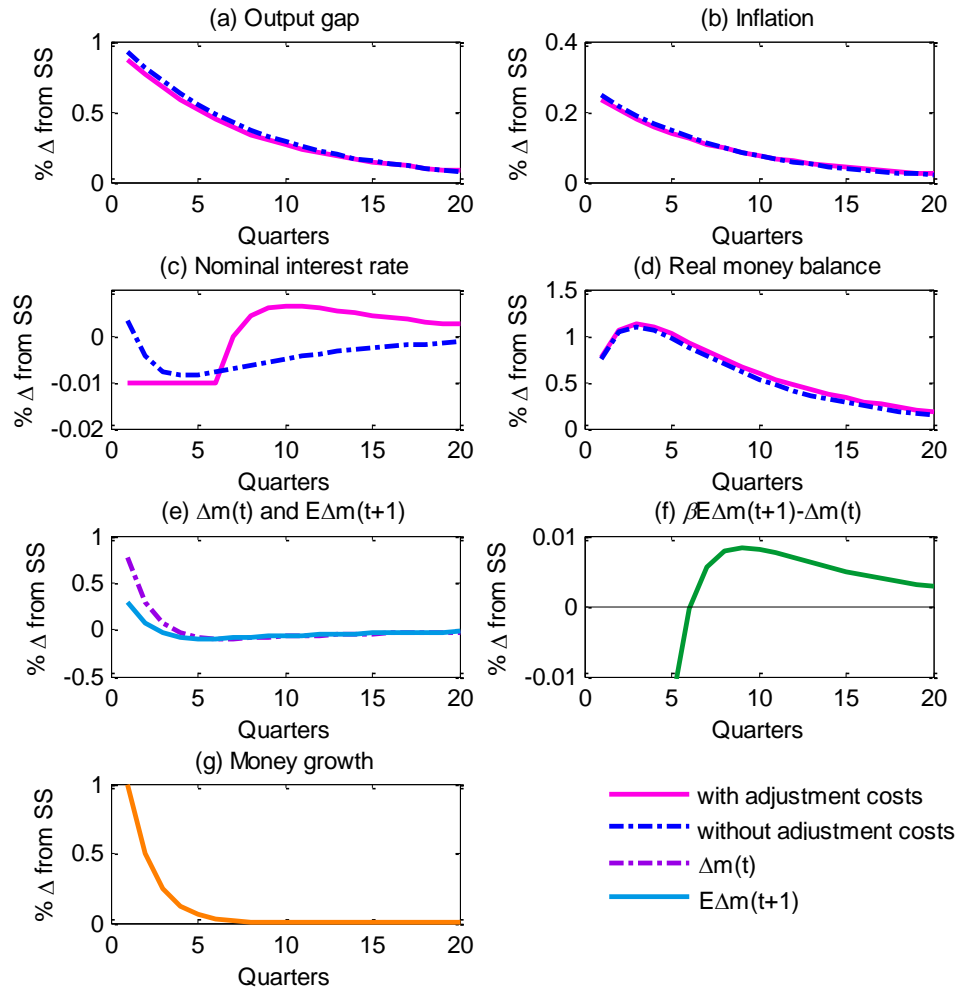 (a) Output gap
% Δ from SS
1
0.5
0
0 5 10 15 20
Quarters
(b) Inflation
% Δ from SS
0.4
0.2
0
0 5 10 15 20
Quarters
(c) Nominal interest rate
% Δ from SS
0
-0.01
-0.02
0 5 10 15 20
Quarters
(d) Real money balance
% Δ from SS
1.5
1
0.5
0
0 5 10 15 20
Quarters
(e) Δm(t) and EΔm(t+1)
% Δ from SS
1
0.5
0
-0.5
0 5 10 15 20
Quarters
(f) βEΔm(t+1)-Δm(t)
% Δ from SS
0.01
0
-0.01
0 5 10 15 20
Quarters
(g) Money growth
% Δ from SS
1
0.5
0
0 5 10 15 20
Quarters
with adjustment costs
without adjustment costs
Δm(t)
EΔm(t+1)